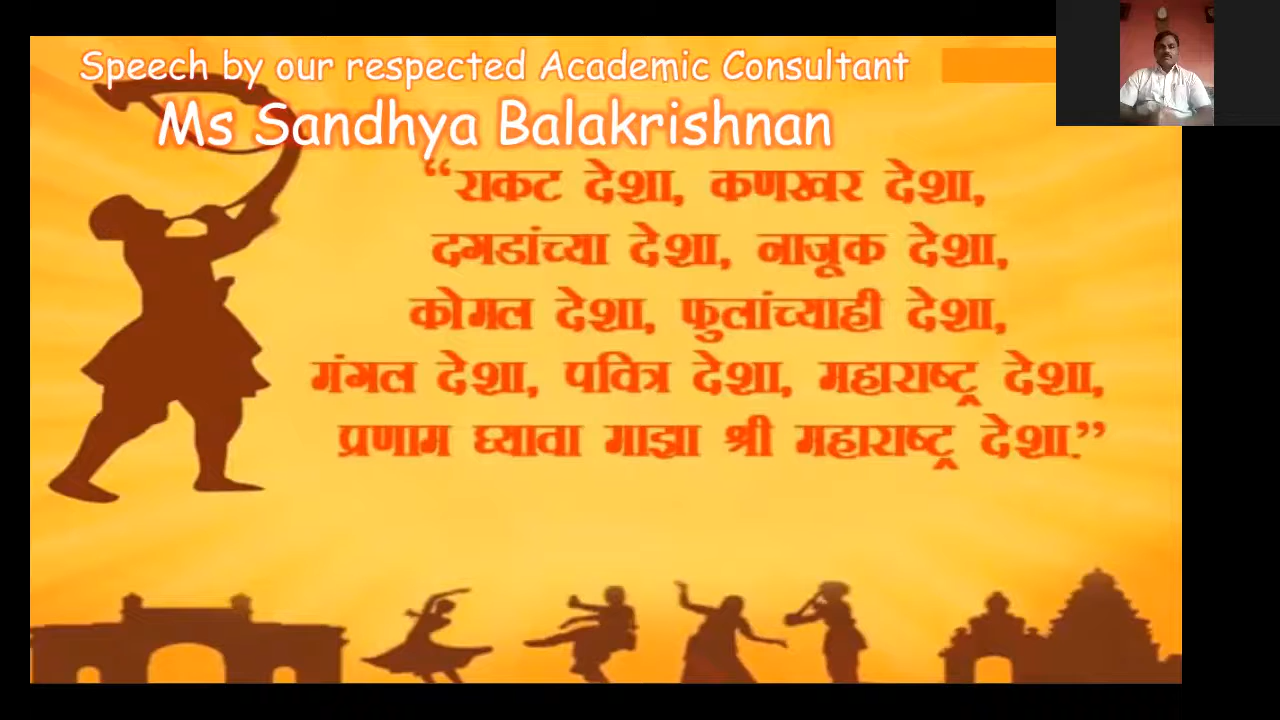 Speech by our respected Academic Consultant
Ms Sandhya Balakrishnan
“राकट देशा, कणखर देशा,
दगडांच्या देशा, नाजूक देशा,
कोमल देशा, फुलांच्याही देशा,
मंगल देशा, पवित्र देशा, महाराष्ट्र देशा,
प्रणाम घ्यावा माझा श्री महाराष्ट्र देशा.”